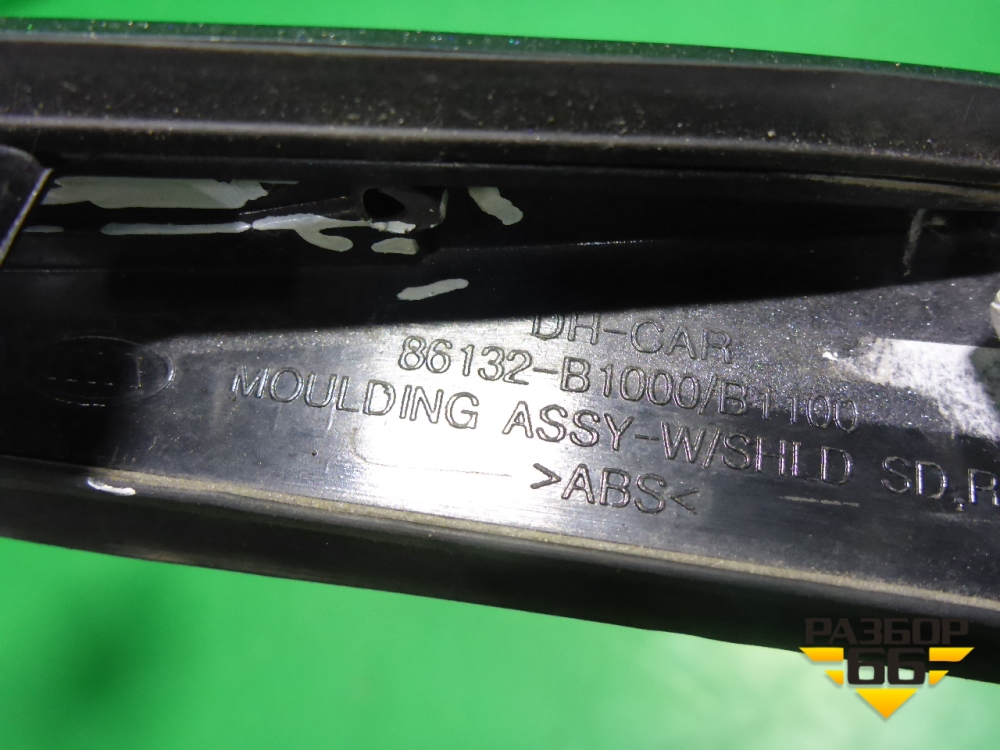 DH-CAR
86132-B1000/B1100
MOULDING ASSY-W/SHLD SD,R
>ABS<
РАЗБОР
66